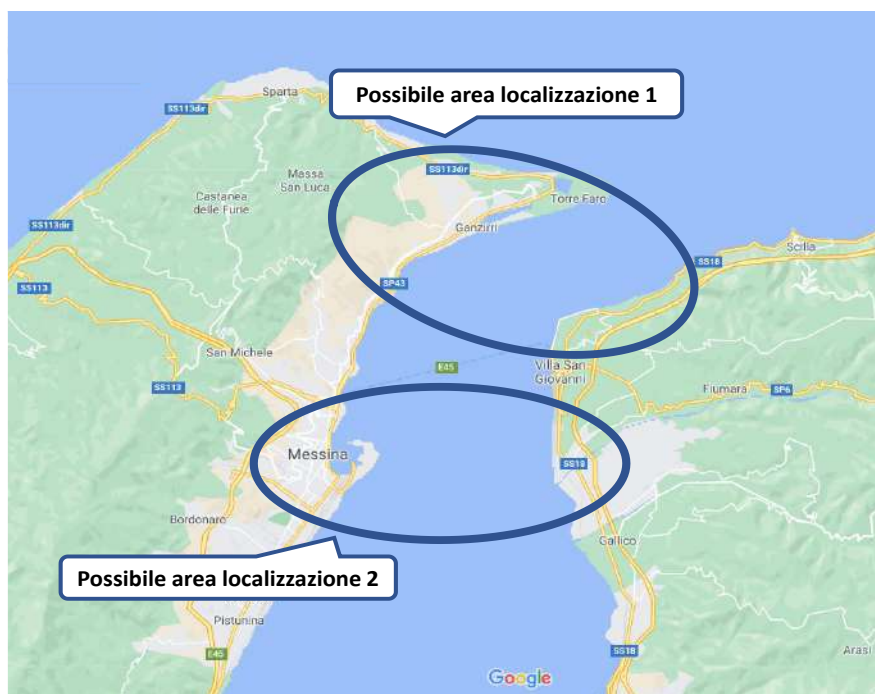 Possibile area localizzazione 1
Sparta
SS113dir
Massa
San Luca
SS113dir
Castanea
delle Furie
Torre Faro
Ganzirri
SS113dir
Scilla
SS18
SS113
SP43
San Michele
E45
Villa San
Giovanni
SS113
Fiumara
SP6
Messina
SS18
Bordonaro
Gallico
Possibile area localizzazione 2
Pistunina
E45
SS18
Arasi
Google